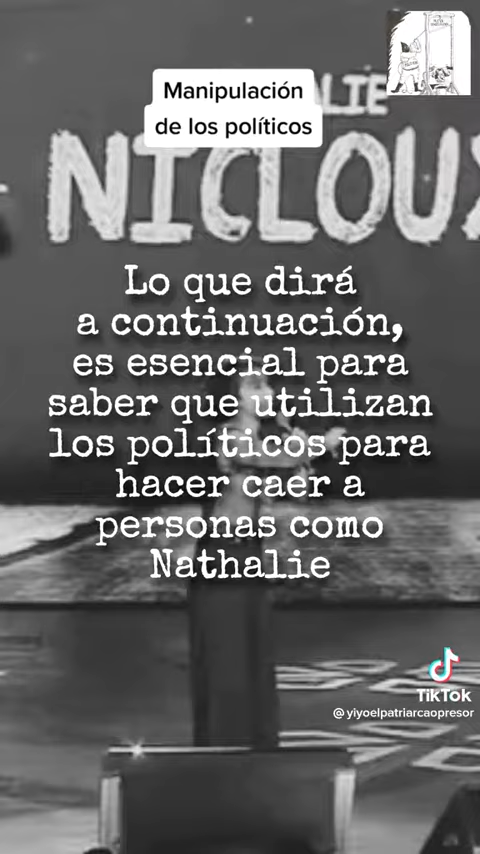 Manipulación
de los políticos
NICLOUX
Lo que dirá
a continuación,
es esencial para
saber que utilizan
los políticos para
hacer caer a
personas como
Nathalie
TikTok
@yiyoelpatriarcaopresor